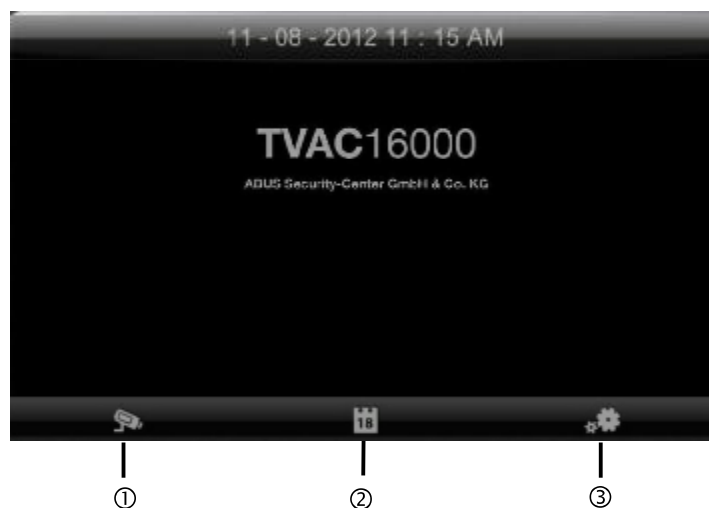 11 - 08 - 2012 11 : 15 AM
TVAC16000
ABUS Security-Center GmbH & Co. KG
18
① ② ③